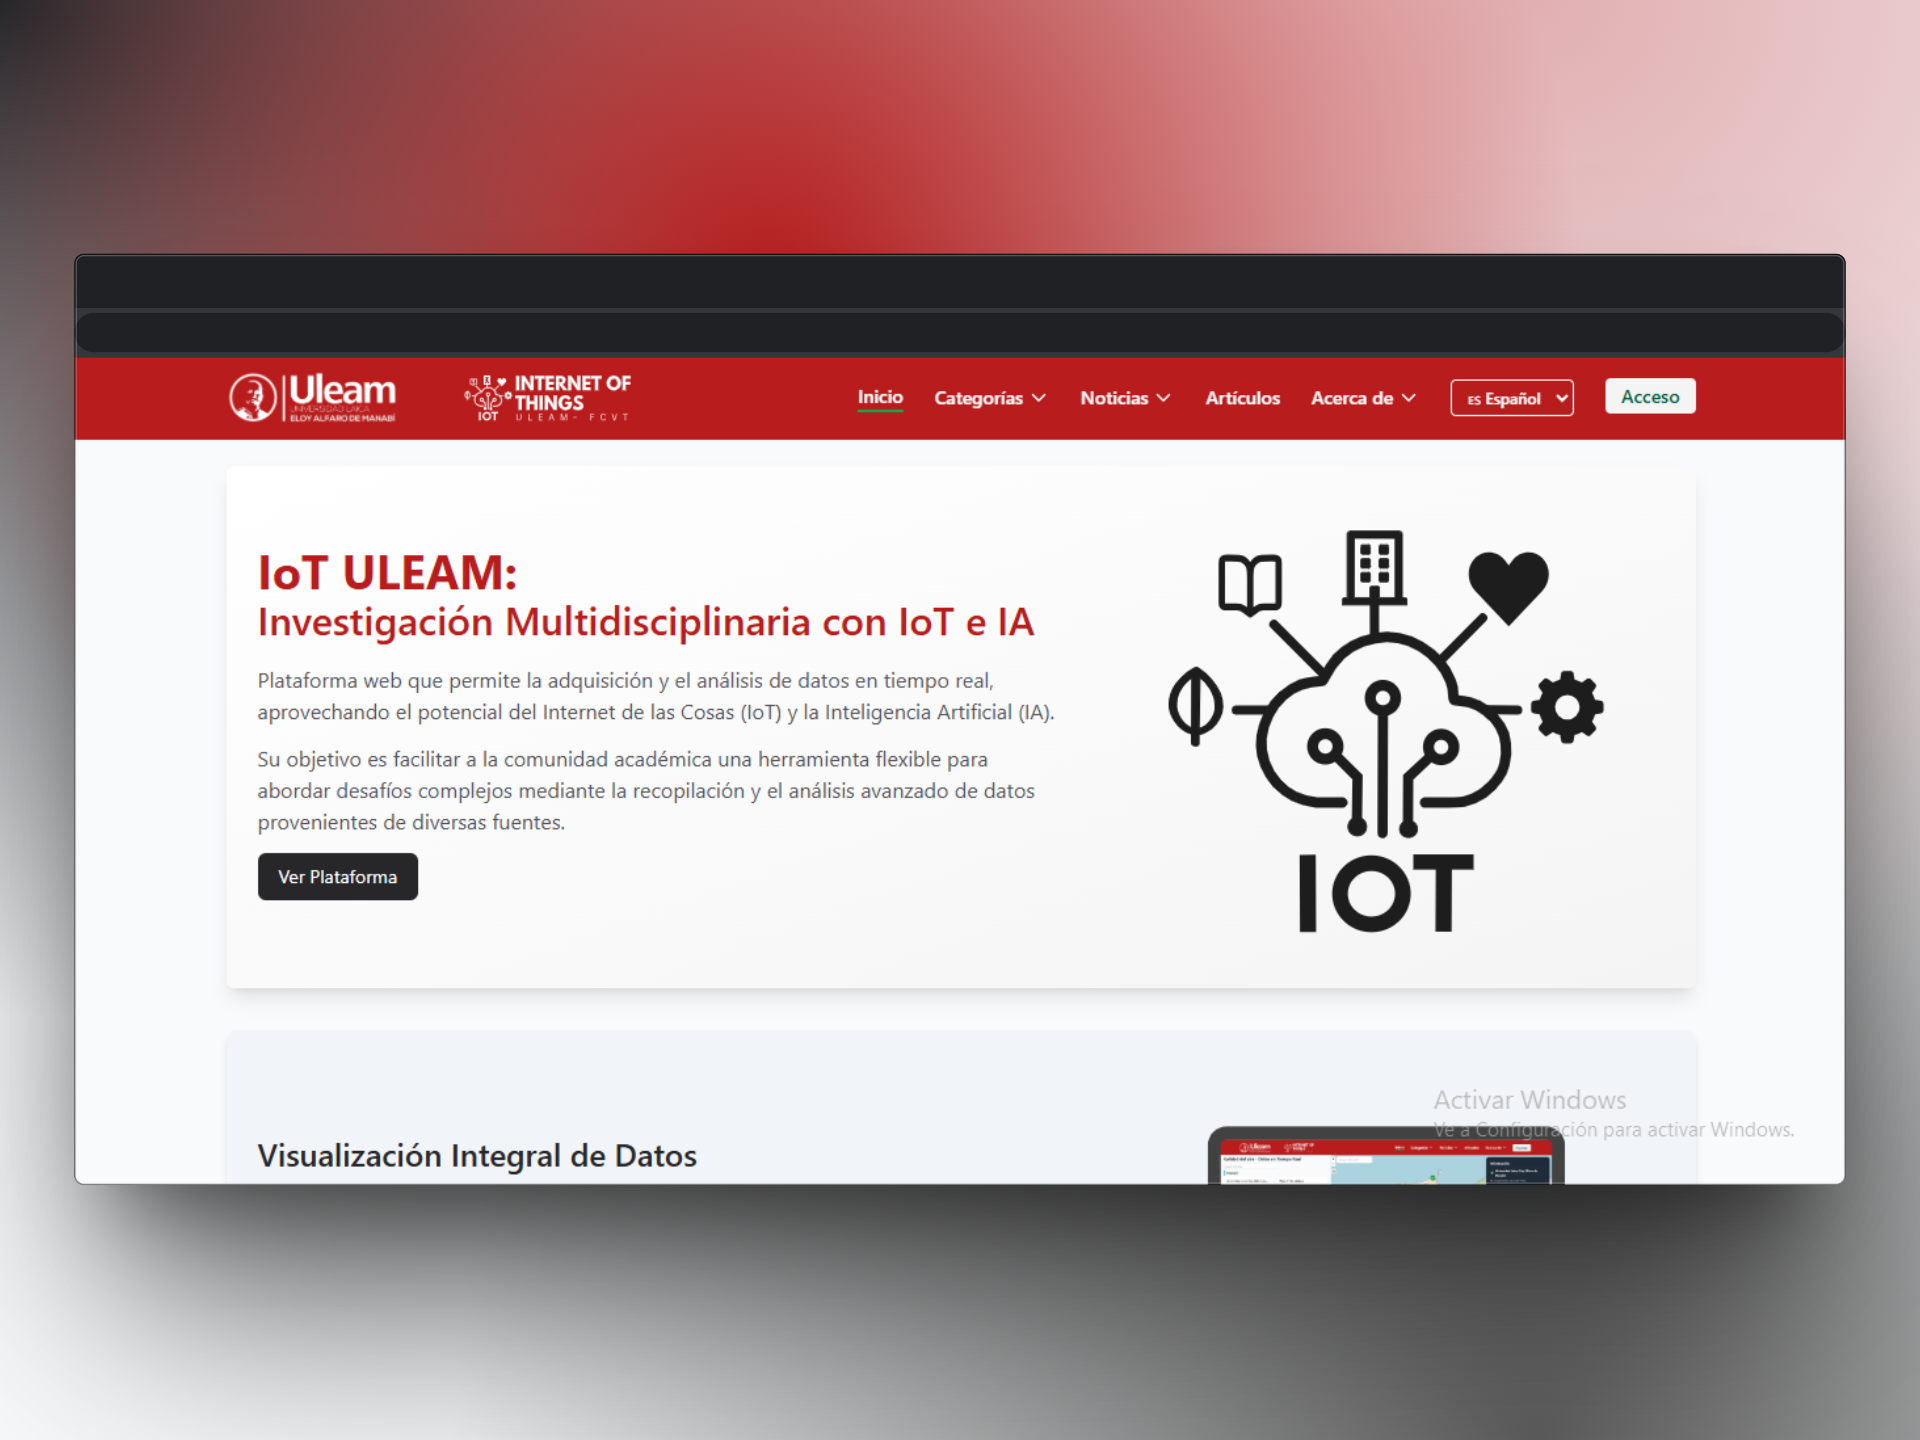 Uleam
UNIVERSIDAD LAICA
ELOY ALFARO DE MANABÍ
IOT
INTERNET OF
THINGS
ULEAM- FCVT
Inicio
Categorías
Noticias
Artículos
Acerca de
ES Español
Acceso
IoT ULEAM:
Investigación Multidisciplinaria con IoT e IA
Plataforma web que permite la adquisición y el análisis de datos en tiempo real,
aprovechando el potencial del Internet de las Cosas (IoT) y la Inteligencia Artificial (IA).
Su objetivo es facilitar a la comunidad académica una herramienta flexible para
abordar desafíos complejos mediante la recopilación y el análisis avanzado de datos
provenientes de diversas fuentes.
Ver Plataforma
IOT
Activar Windows
Ve a Configuración para activar Windows.
Visualización Integral de Datos
Uleam